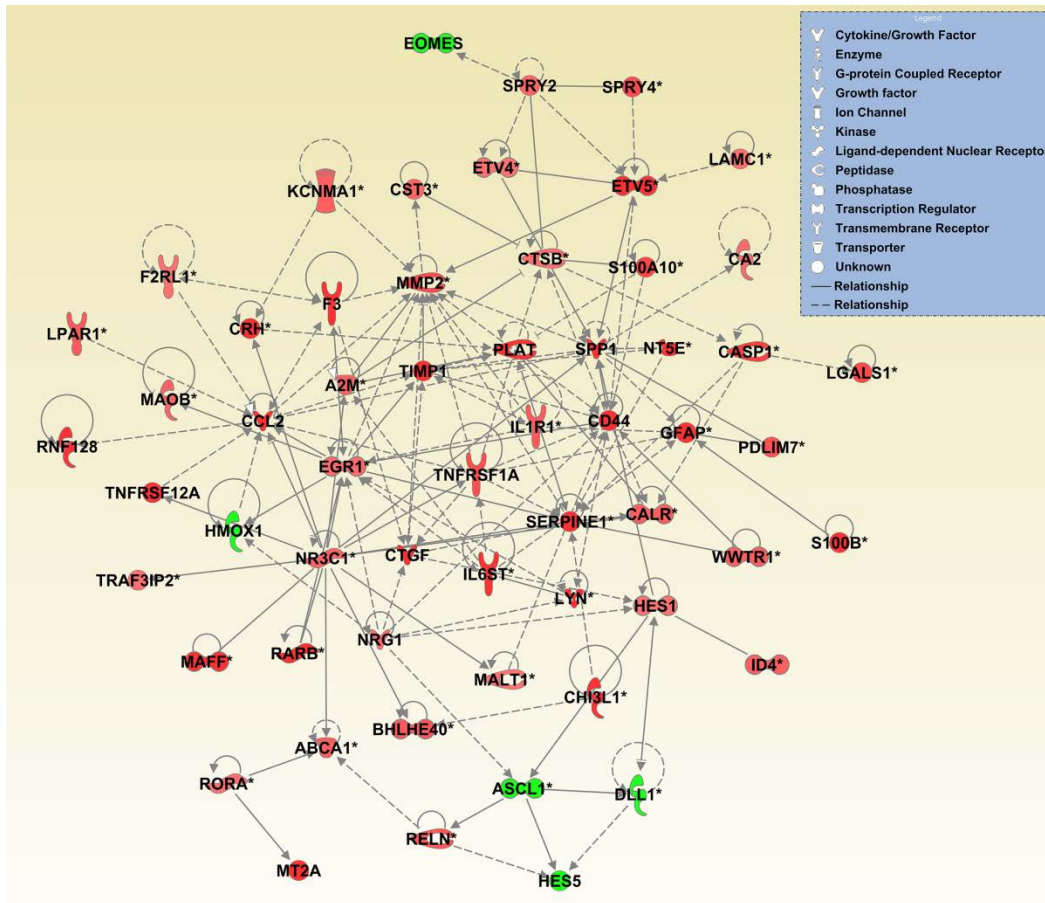 Legend
Cytokine/Growth Factor
Enzyme
G-protein Coupled Receptor
Growth factor
Ion Channel
Kinase
Ligand-dependent Nuclear Recepto
Peptidase
Phosphatase
Transcription Regulator
Transmembrane Receptor
Transporter
Unknown
Relationship
Relationship
EOMES
SPRY2
SPRY4*
ETV4*
LAMC1*
KCNMA1*
CST3*
ETV5*
CTSB*
S100A10*
CA2
F2RL1*
MMP2*
F3
LPAR1*
CRH*
PLAT
SPP1
NT5E*
CASP1*
A2M*
TIMP1
LGALS1*
MAOB*
CCL2
IL1R1*
CD44
GFAP*
RNF128
PDLIM7*
EGR1*
TNFRSF1A
TNFRSF12A
SERPINE1*
CALR*
HMOX1
NR3C1*
CTGF
WWTR1*
S100B*
TRAF3IP2*
IL6ST*
LYN*
HES1
NRG1
MAFF*
RARB*
ID4*
MALT1*
CHI3L1*
BHLHE40*
ABCA1*
RORA*
ASCL1*
DLL1*
RELN*
MT2A
HES5